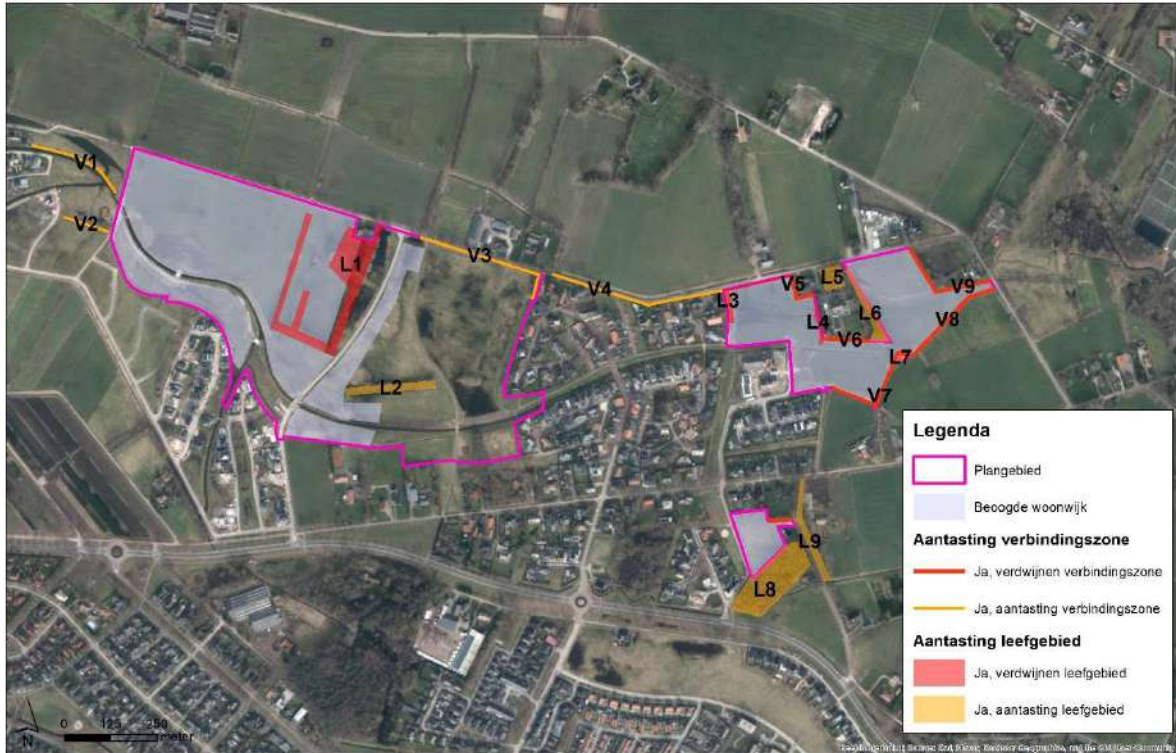 V1
V2
V3
L1
L2
V4
L3
V5
L5
L4
V6
L6
V9
V8
L7
V7
L9
L8
Legenda
Plangebied
Beoogde woonwijk
Aantasting verbindingszone
Ja, verdwijnen verbindingszone
Ja, aantasting verbindingszone
Aantasting leefgebied
Ja, verdwijnen leefgebied
Ja, aantasting leefgebied
N
0 125 250
meter